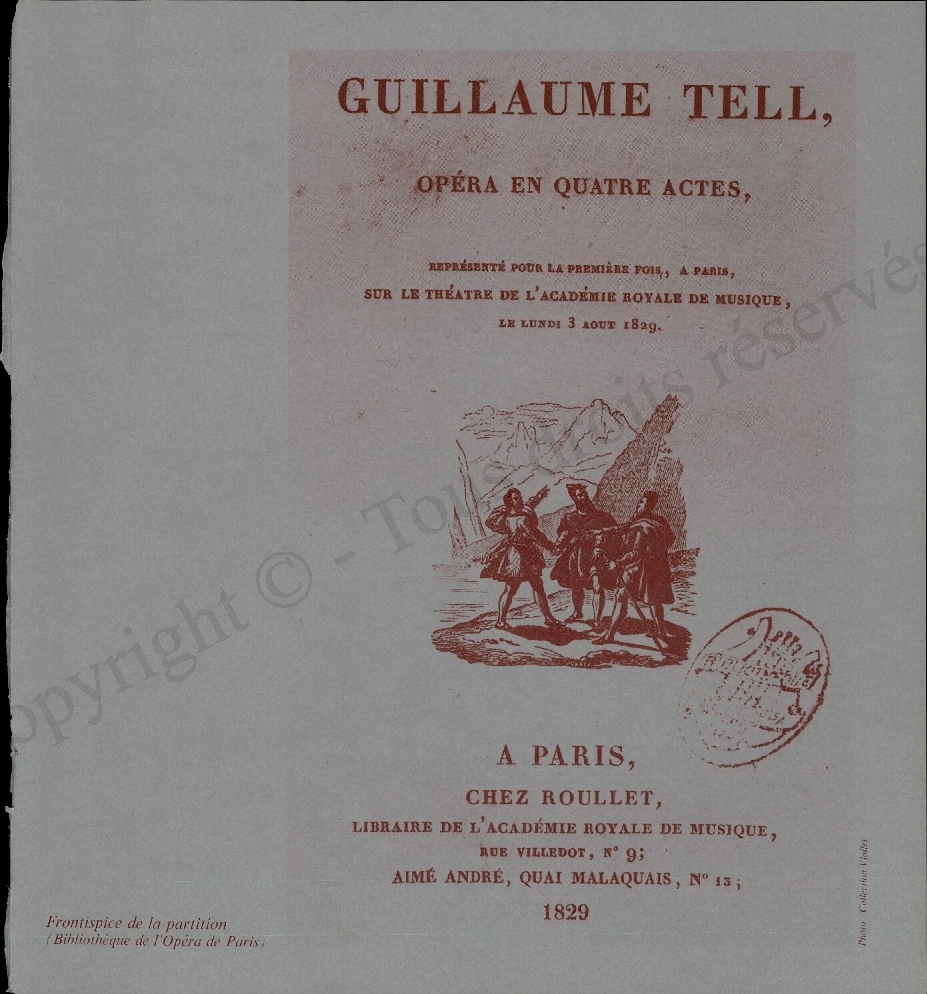 GUILLAUME TELL,
OPÉRA EN QUATRE ACTES,
REPRÉSENTÉ POUR LA PREMIÈRE FOIS, A PARIS,
SUR LE THÉATRE DE L'ACADÉMIE ROYALE DE MUSIQUE,
LE LUNDI 3 AOUT 1829.
Copyright © - Tous droits réservés
A PARIS,
CHEZ ROULLET,
LIBRAIRE DE L'ACADÉMIE ROYALE DE MUSIQUE,
RUE VILLEDOT, N° 9;
AIMÉ ANDRÉ, QUAI MALAQUAIS, N° 13;
1829
Frontispice de la partition
(Bibliothèque de l'Opéra de Paris)
Photo Collection Viollet